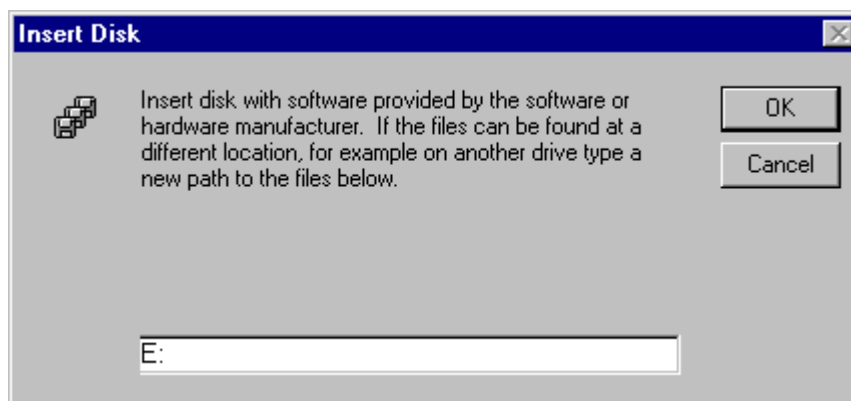 Insert Disk
Insert disk with software provided by the software or
hardware manufacturer.  If the files can be found at a
different location, for example on another drive type a
new path to the files below.
OK
Cancel
E: